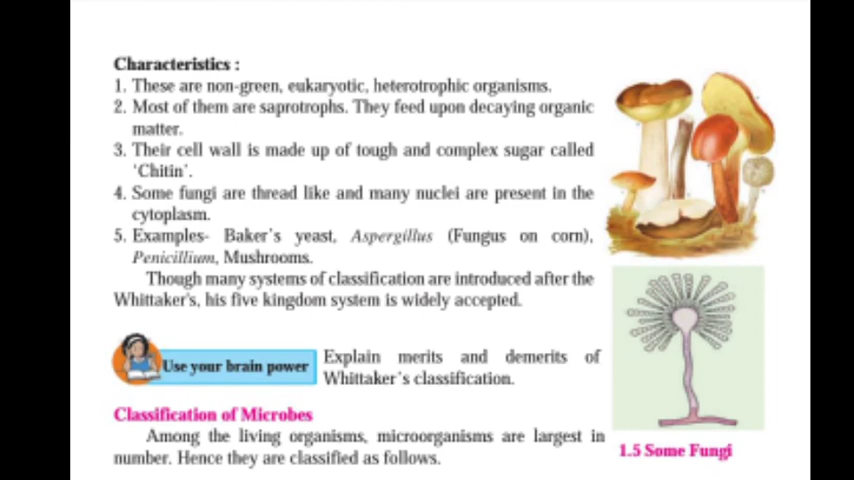 Characteristics :
1. These are non-green, eukaryotic, heterotrophic organisms.
2. Most of them are saprotrophs. They feed upon decaying organic
matter.
3. Their cell wall is made up of tough and complex sugar called
‘Chitin’.
4. Some fungi are thread like and many nuclei are present in the
cytoplasm.
5. Examples- Baker’s yeast, Aspergillus (Fungus on corn),
Penicillium, Mushrooms.
Though many systems of classification are introduced after the
Whittaker’s, his five kingdom system is widely accepted.
Use your brain power
Explain merits and demerits of
Whittaker’s classification.
Classification of Microbes
Among the living organisms, microorganisms are largest in
number. Hence they are classified as follows.
1.5 Some Fungi